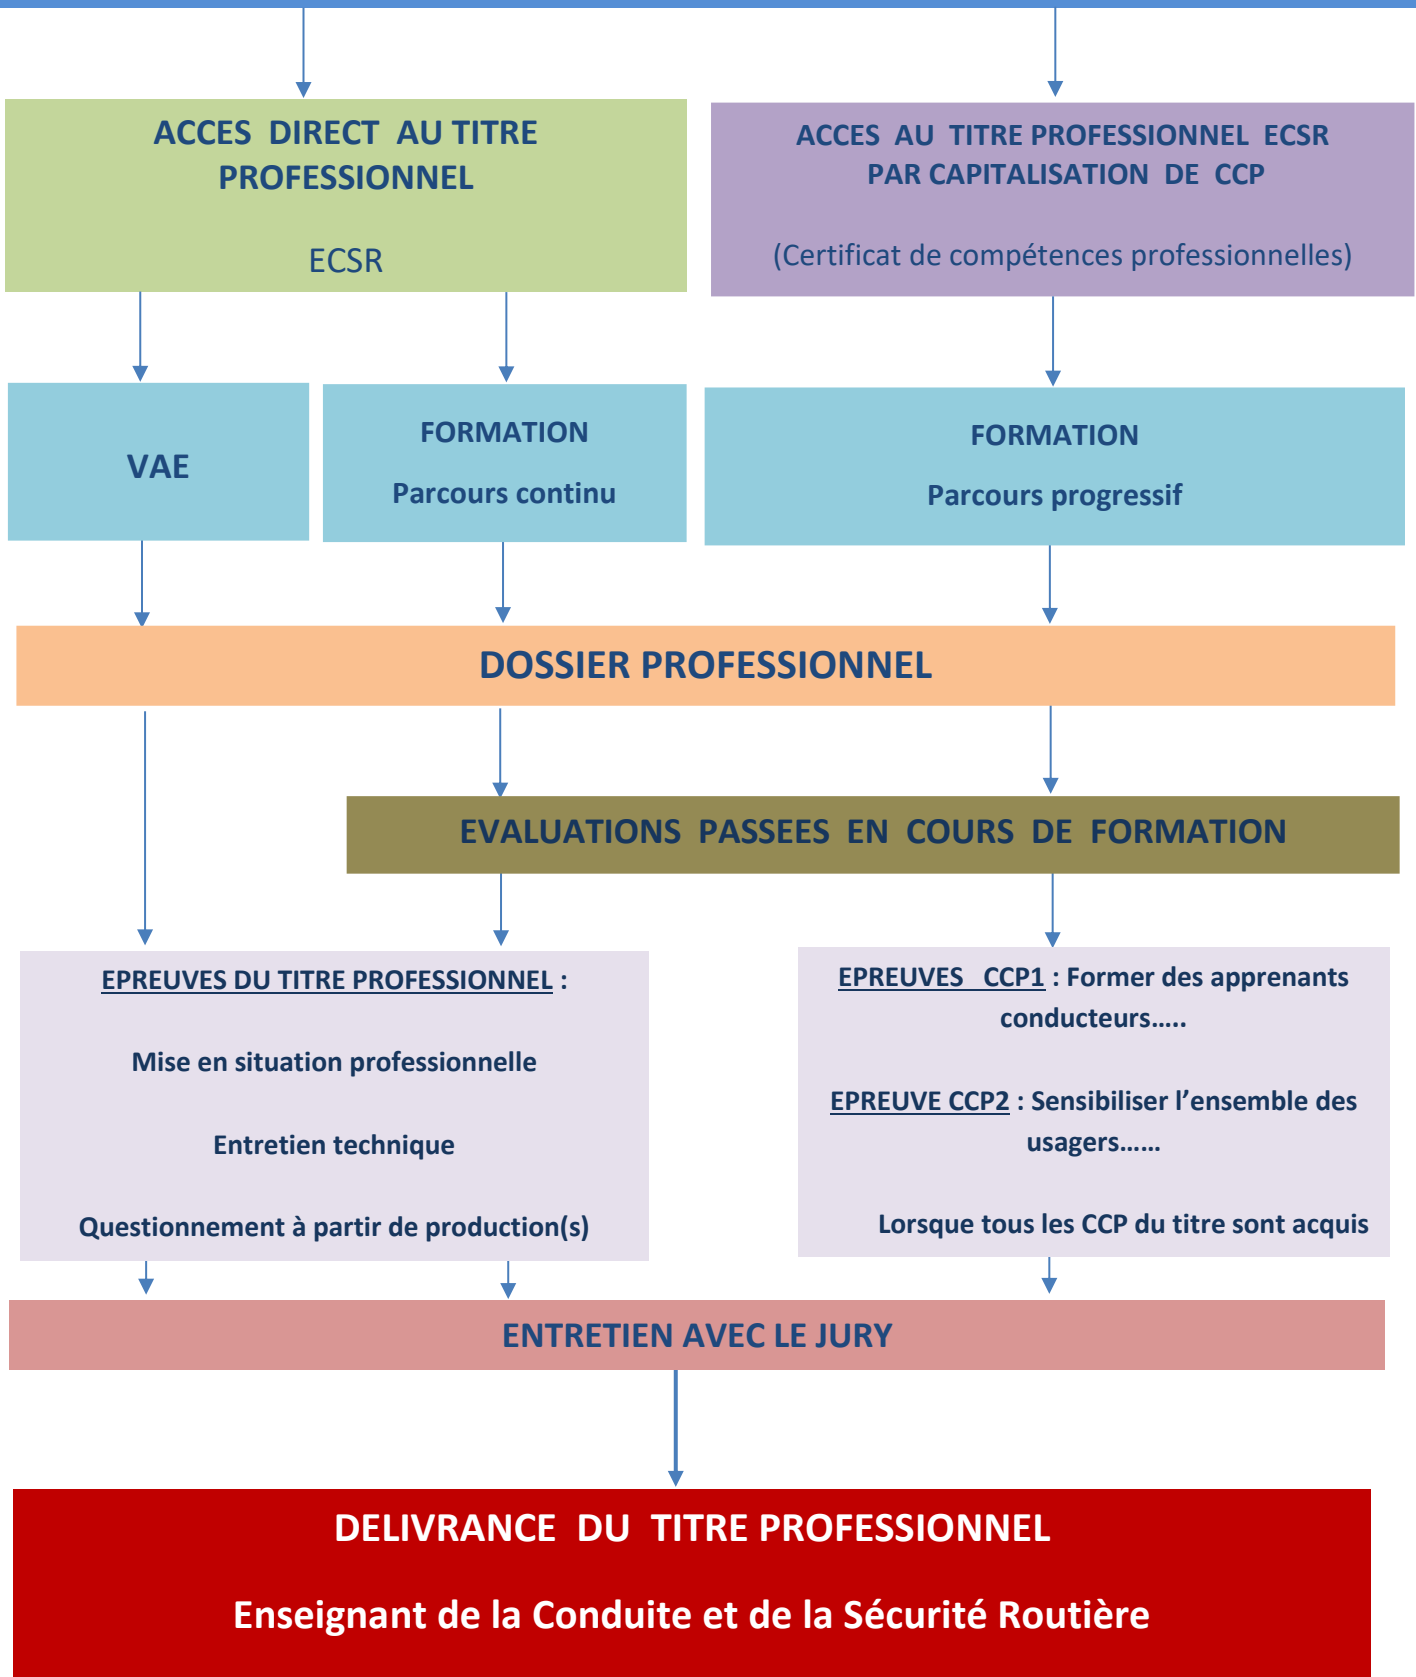 ACCES DIRECT AU TITRE
PROFESSIONNEL
ECSR
ACCES AU TITRE PROFESSIONNEL ECSR
PAR CAPITALISATION DE CCP
(Certificat de compétences professionnelles)
VAE
FORMATION
Parcours continu
FORMATION
Parcours progressif
DOSSIER PROFESSIONNEL
EVALUATIONS PASSEES EN COURS DE FORMATION
EPREUVES DU TITRE PROFESSIONNEL :
Mise en situation professionnelle
Entretien technique
Questionnement à partir de production(s)
EPREUVES CCP1 : Former des apprenants
conducteurs.....
EPREUVE CCP2 : Sensibiliser l’ensemble des
usagers……
Lorsque tous les CCP du titre sont acquis
ENTRETIEN AVEC LE JURY
DELIVRANCE DU TITRE PROFESSIONNEL
Enseignant de la Conduite et de la Sécurité Routière